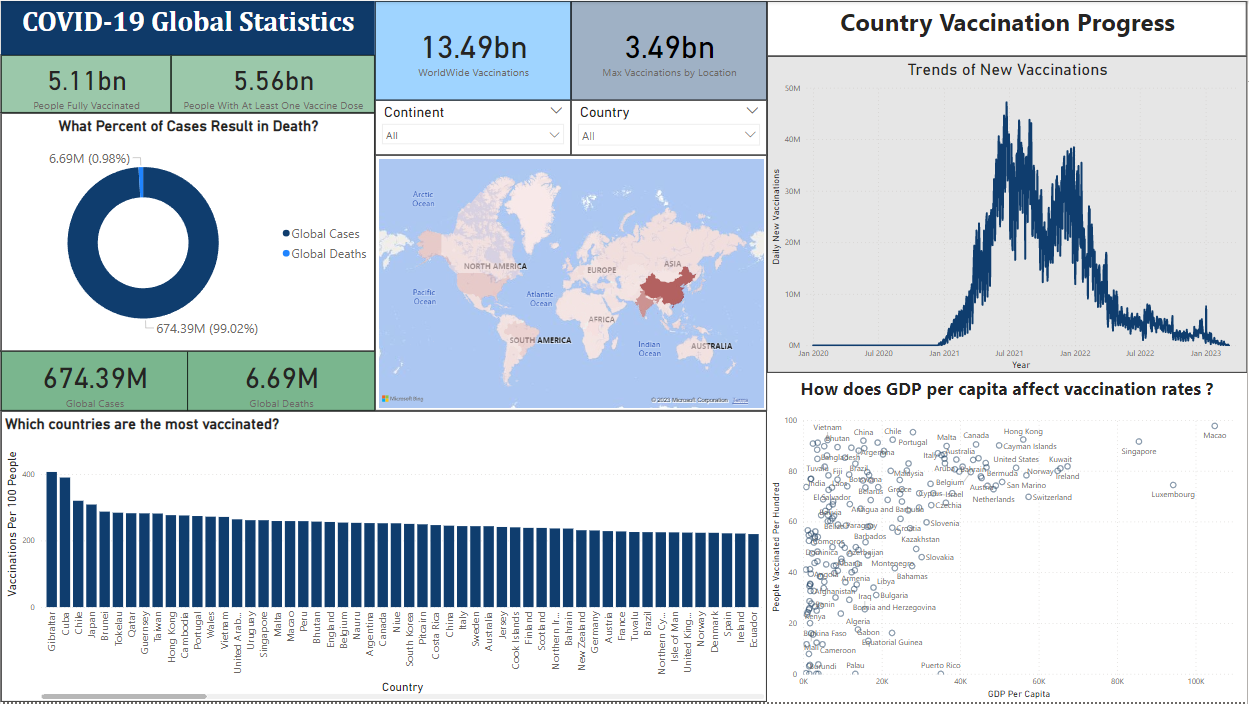 COVID-19 Global Statistics
5.11bn
People Fully Vaccinated
5.56bn
People With At Least One Vaccine Dose
What Percent of Cases Result in Death?
6.69M (0.98%)
Global Cases
Global Deaths
674.39M (99.02%)
674.39M
Global Cases
6.69M
Global Deaths
13.49bn
WorldWide Vaccinations
3.49bn
Max Vaccinations by Location
Continent
All
Country
All
Arctic
Ocean
NORTH AMERICA
EUROPE
ASIA
Pacific
Ocean
Atlantic
Ocean
AFRICA
SOUTH AMERICA
Indian
Ocean
AUSTRALIA
Microsoft Bing
© 2023 Microsoft Corporation Terms
Country Vaccination Progress
Trends of New Vaccinations
Daily New Vaccinations
50M
40M
30M
20M
10M
0M
Jan 2020
Jul 2020
Jan 2021
Jul 2021
Jan 2022
Jul 2022
Jan 2023
Year
Which countries are the most vaccinated?
Vaccinations Per 100 People
400
200
0
Gibraltar
Cuba
Chile
Japan
Brunei
Tokelau
Qatar
Guernsey
Taiwan
Hong Kong
Cambodia
Portugal
Wales
Vietnam
United Arab...
Uruguay
Singapore
Malta
Macao
Peru
Bhutan
England
Belgium
Nauru
Argentina
Canada
Niue
South Korea
Pitcairn
Costa Rica
China
Italy
Sweden
Australia
Jersey
Cook Islands
Finland
Scotland
Northern Ir...
Bahrain
New Zealand
Germany
Austria
France
Tuvalu
Brazil
Northern Cy...
Isle of Man
United King...
Norway
Denmark
Spain
Ireland
Ecuador
Country
How does GDP per capita affect vaccination rates ?
People Vaccinated Per Hundred
100
80
60
40
20
0
Vietnam
China
Chile
Hong Kong
Macao
Bhutan
Portugal
Malta
Canada
Cayman Islands
Singapore
Bangladesh
Argentina
Italy
Australia
United States
Kuwait
Tuvalu
Fiji
Brazil
Malaysia
Aruba
Bahrain
Bermuda
Norway
Ireland
India
Laos
Botswana
Belarus
Greece
Cyprus
Belgium
Israel
San Marino
Netherlands
Switzerland
Luxembourg
El Salvador
Antigua and Barbuda
Czechia
Belize
Paraguay
Croatia
Slovenia
Barbados
Kazakhstan
Comoros
Dominica
Azerbaijan
Slovakia
Albania
Montenegro
Angola
Armenia
Bahamas
Afghanistan
Libya
Iraq
Bulgaria
Benin
Bosnia and Herzegovina
Kenya
Algeria
Burkina Faso
Gabon
Equatorial Guinea
Mali
Cameroon
Burundi
Palau
Puerto Rico
0K
20K
40K
60K
80K
100K
GDP Per Capita